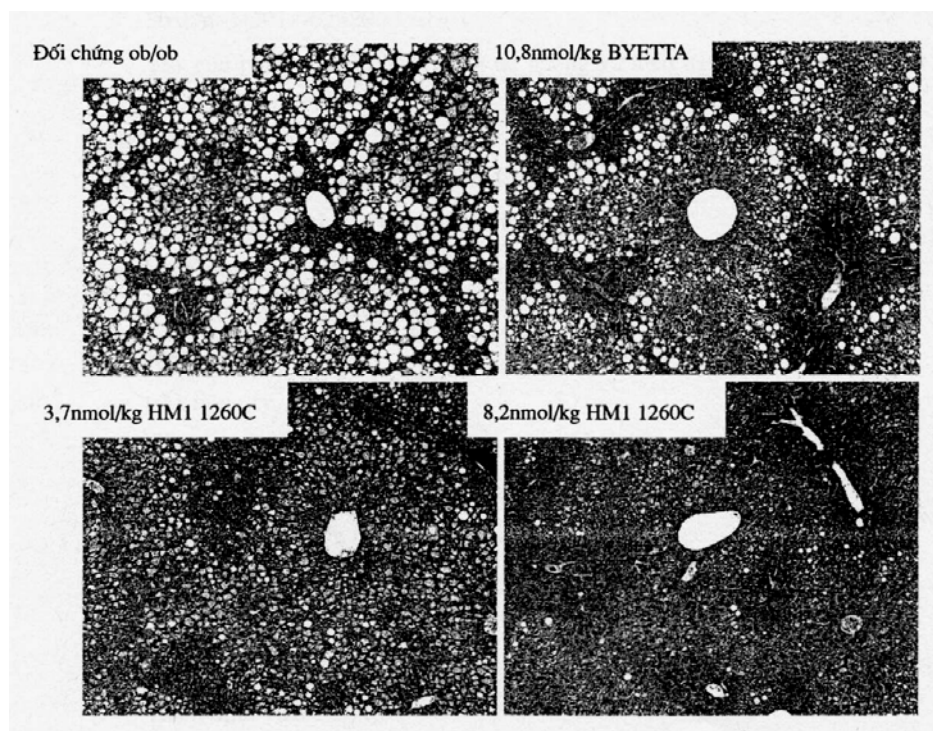 Đối chứng ob/ob
10,8nmol/kg BYETTA
3,7nmol/kg HM1 1260C
8,2nmol/kg HM1 1260C